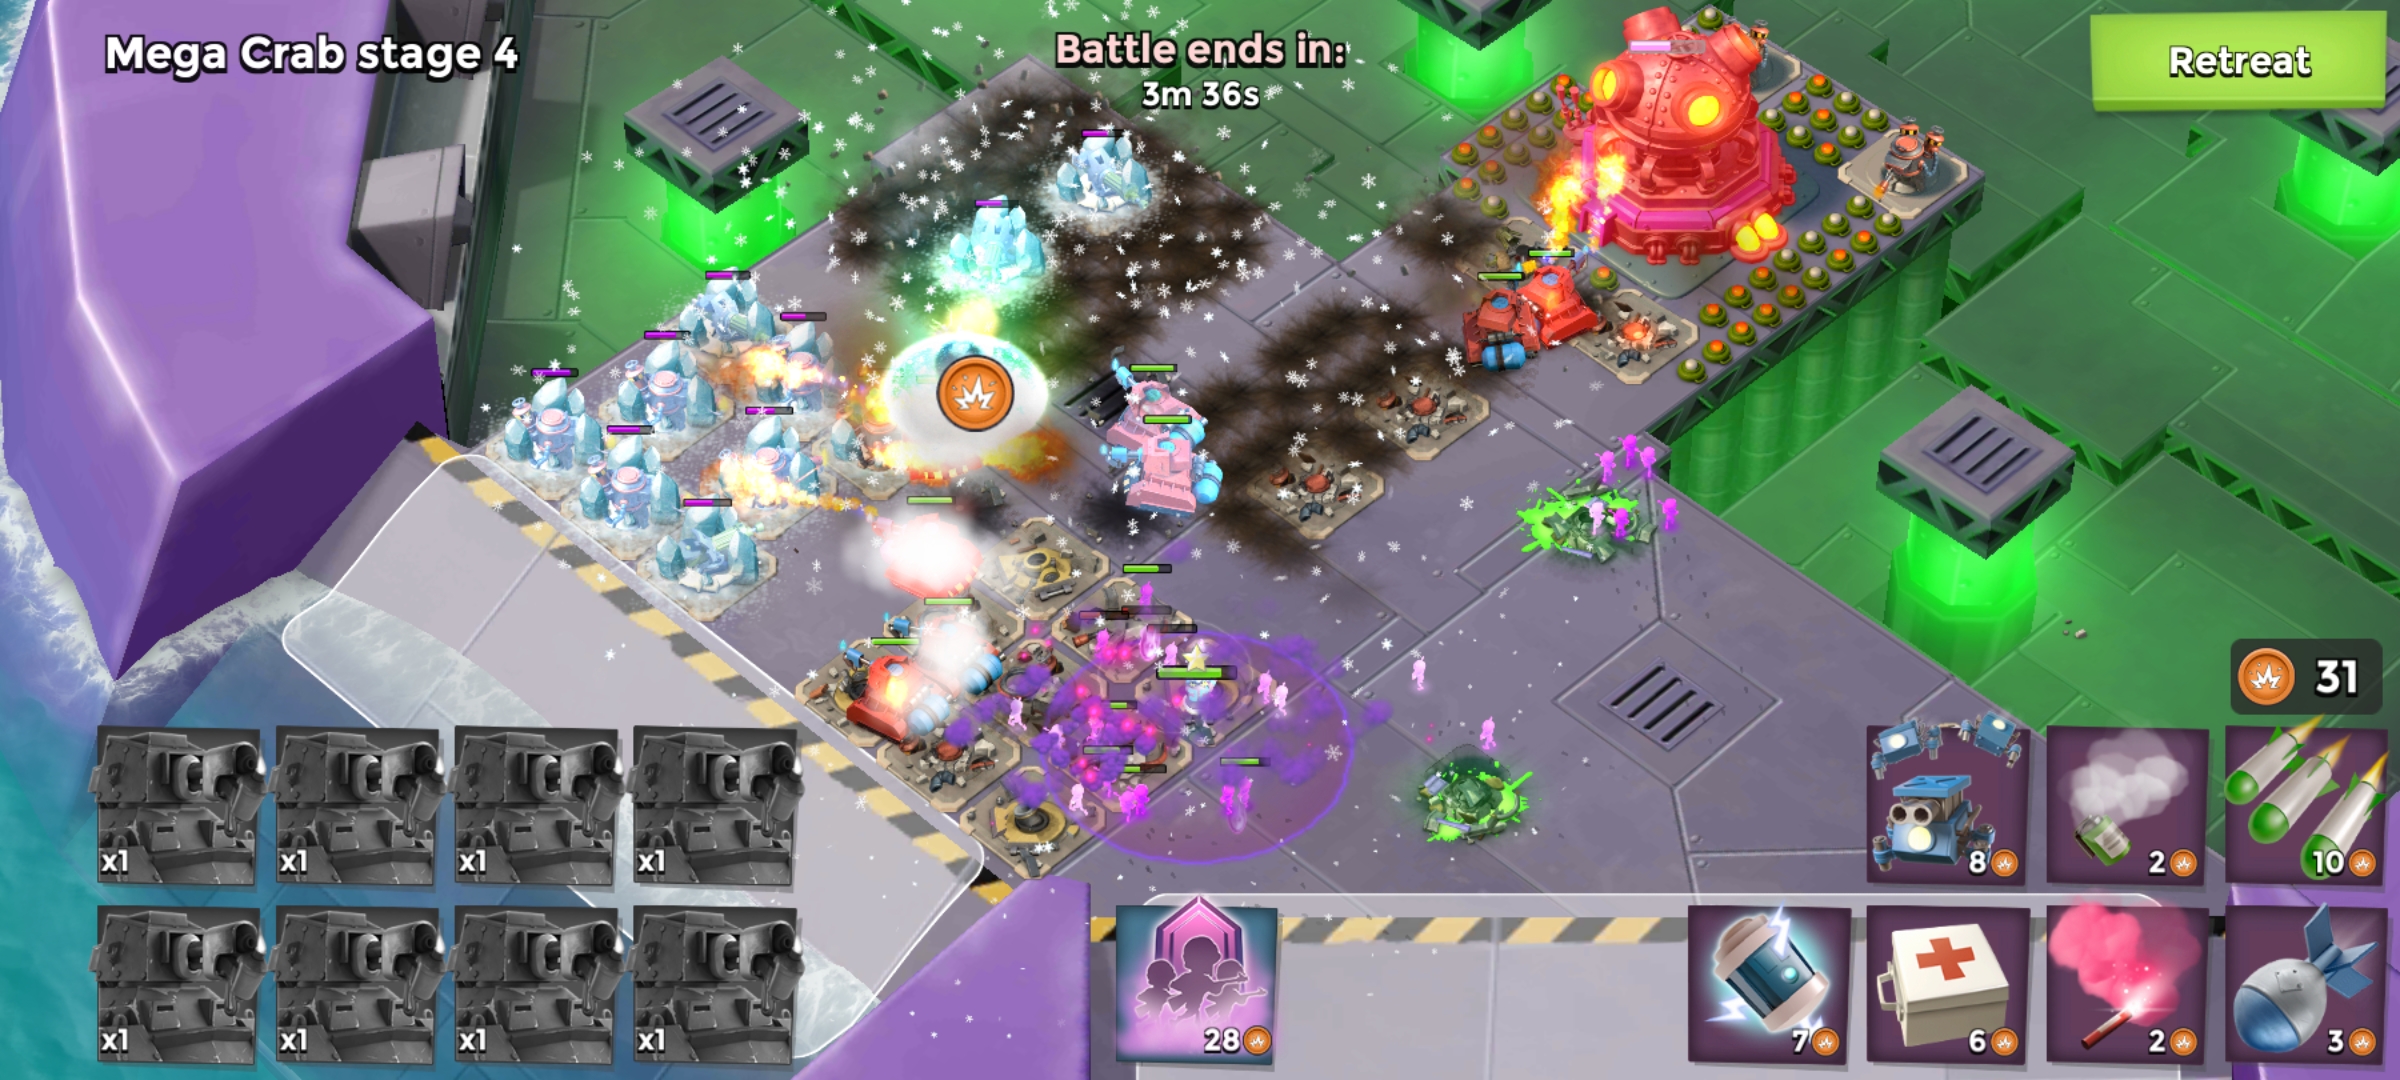 Mega Crab stage 4
Battle ends in:
3m 36s
Retreat
31
8
2
10
x1
x1
x1
x1
x1
x1
x1
x1
28
7
6
2
3